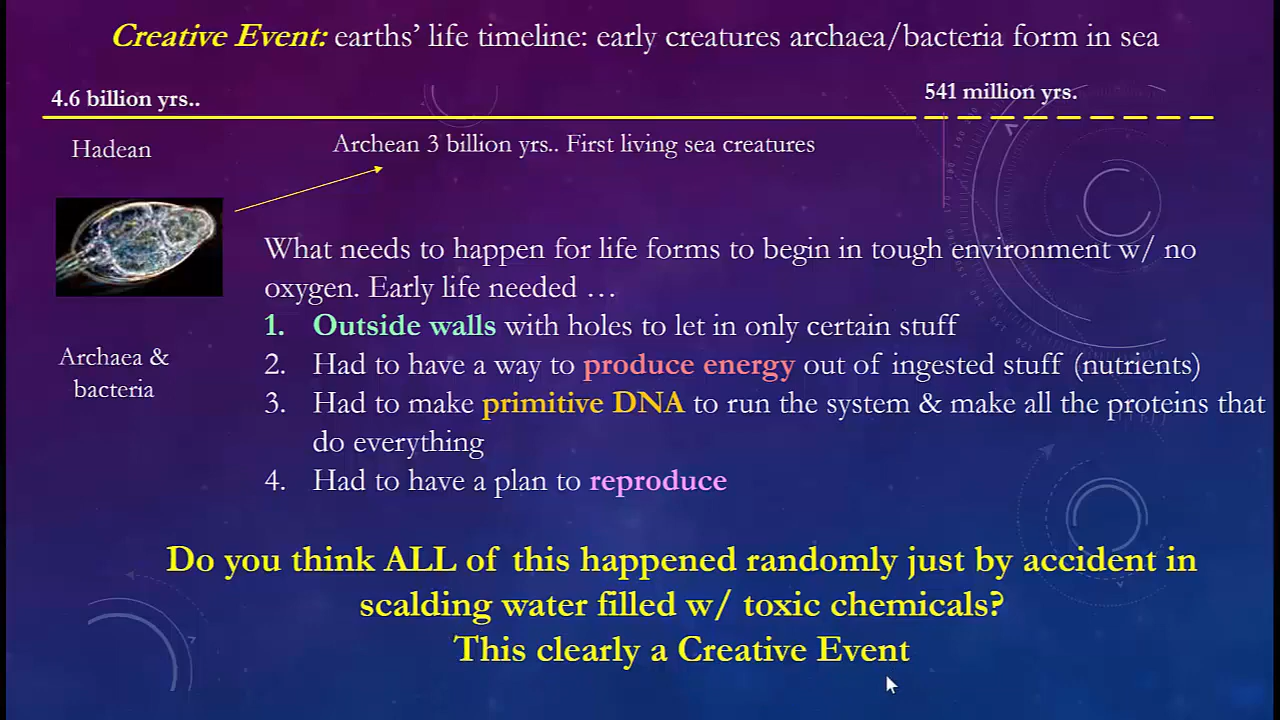 Creative Event: earths' life timeline: early creatures archaea/bacteria form in sea
4.6 billion yrs..
541 million yrs.
Hadean
Archean 3 billion yrs.. First living sea creatures
What needs to happen for life forms to begin in tough environment w/ no
oxygen. Early life needed …
1. Outside walls with holes to let in only certain stuff
2. Had to have a way to produce energy out of ingested stuff (nutrients)
3. Had to make primitive DNA to run the system & make all the proteins that
do everything
4. Had to have a plan to reproduce
Archaea &
bacteria
Do you think ALL of this happened randomly just by accident in
scalding water filled w/ toxic chemicals?
This clearly a Creative Event